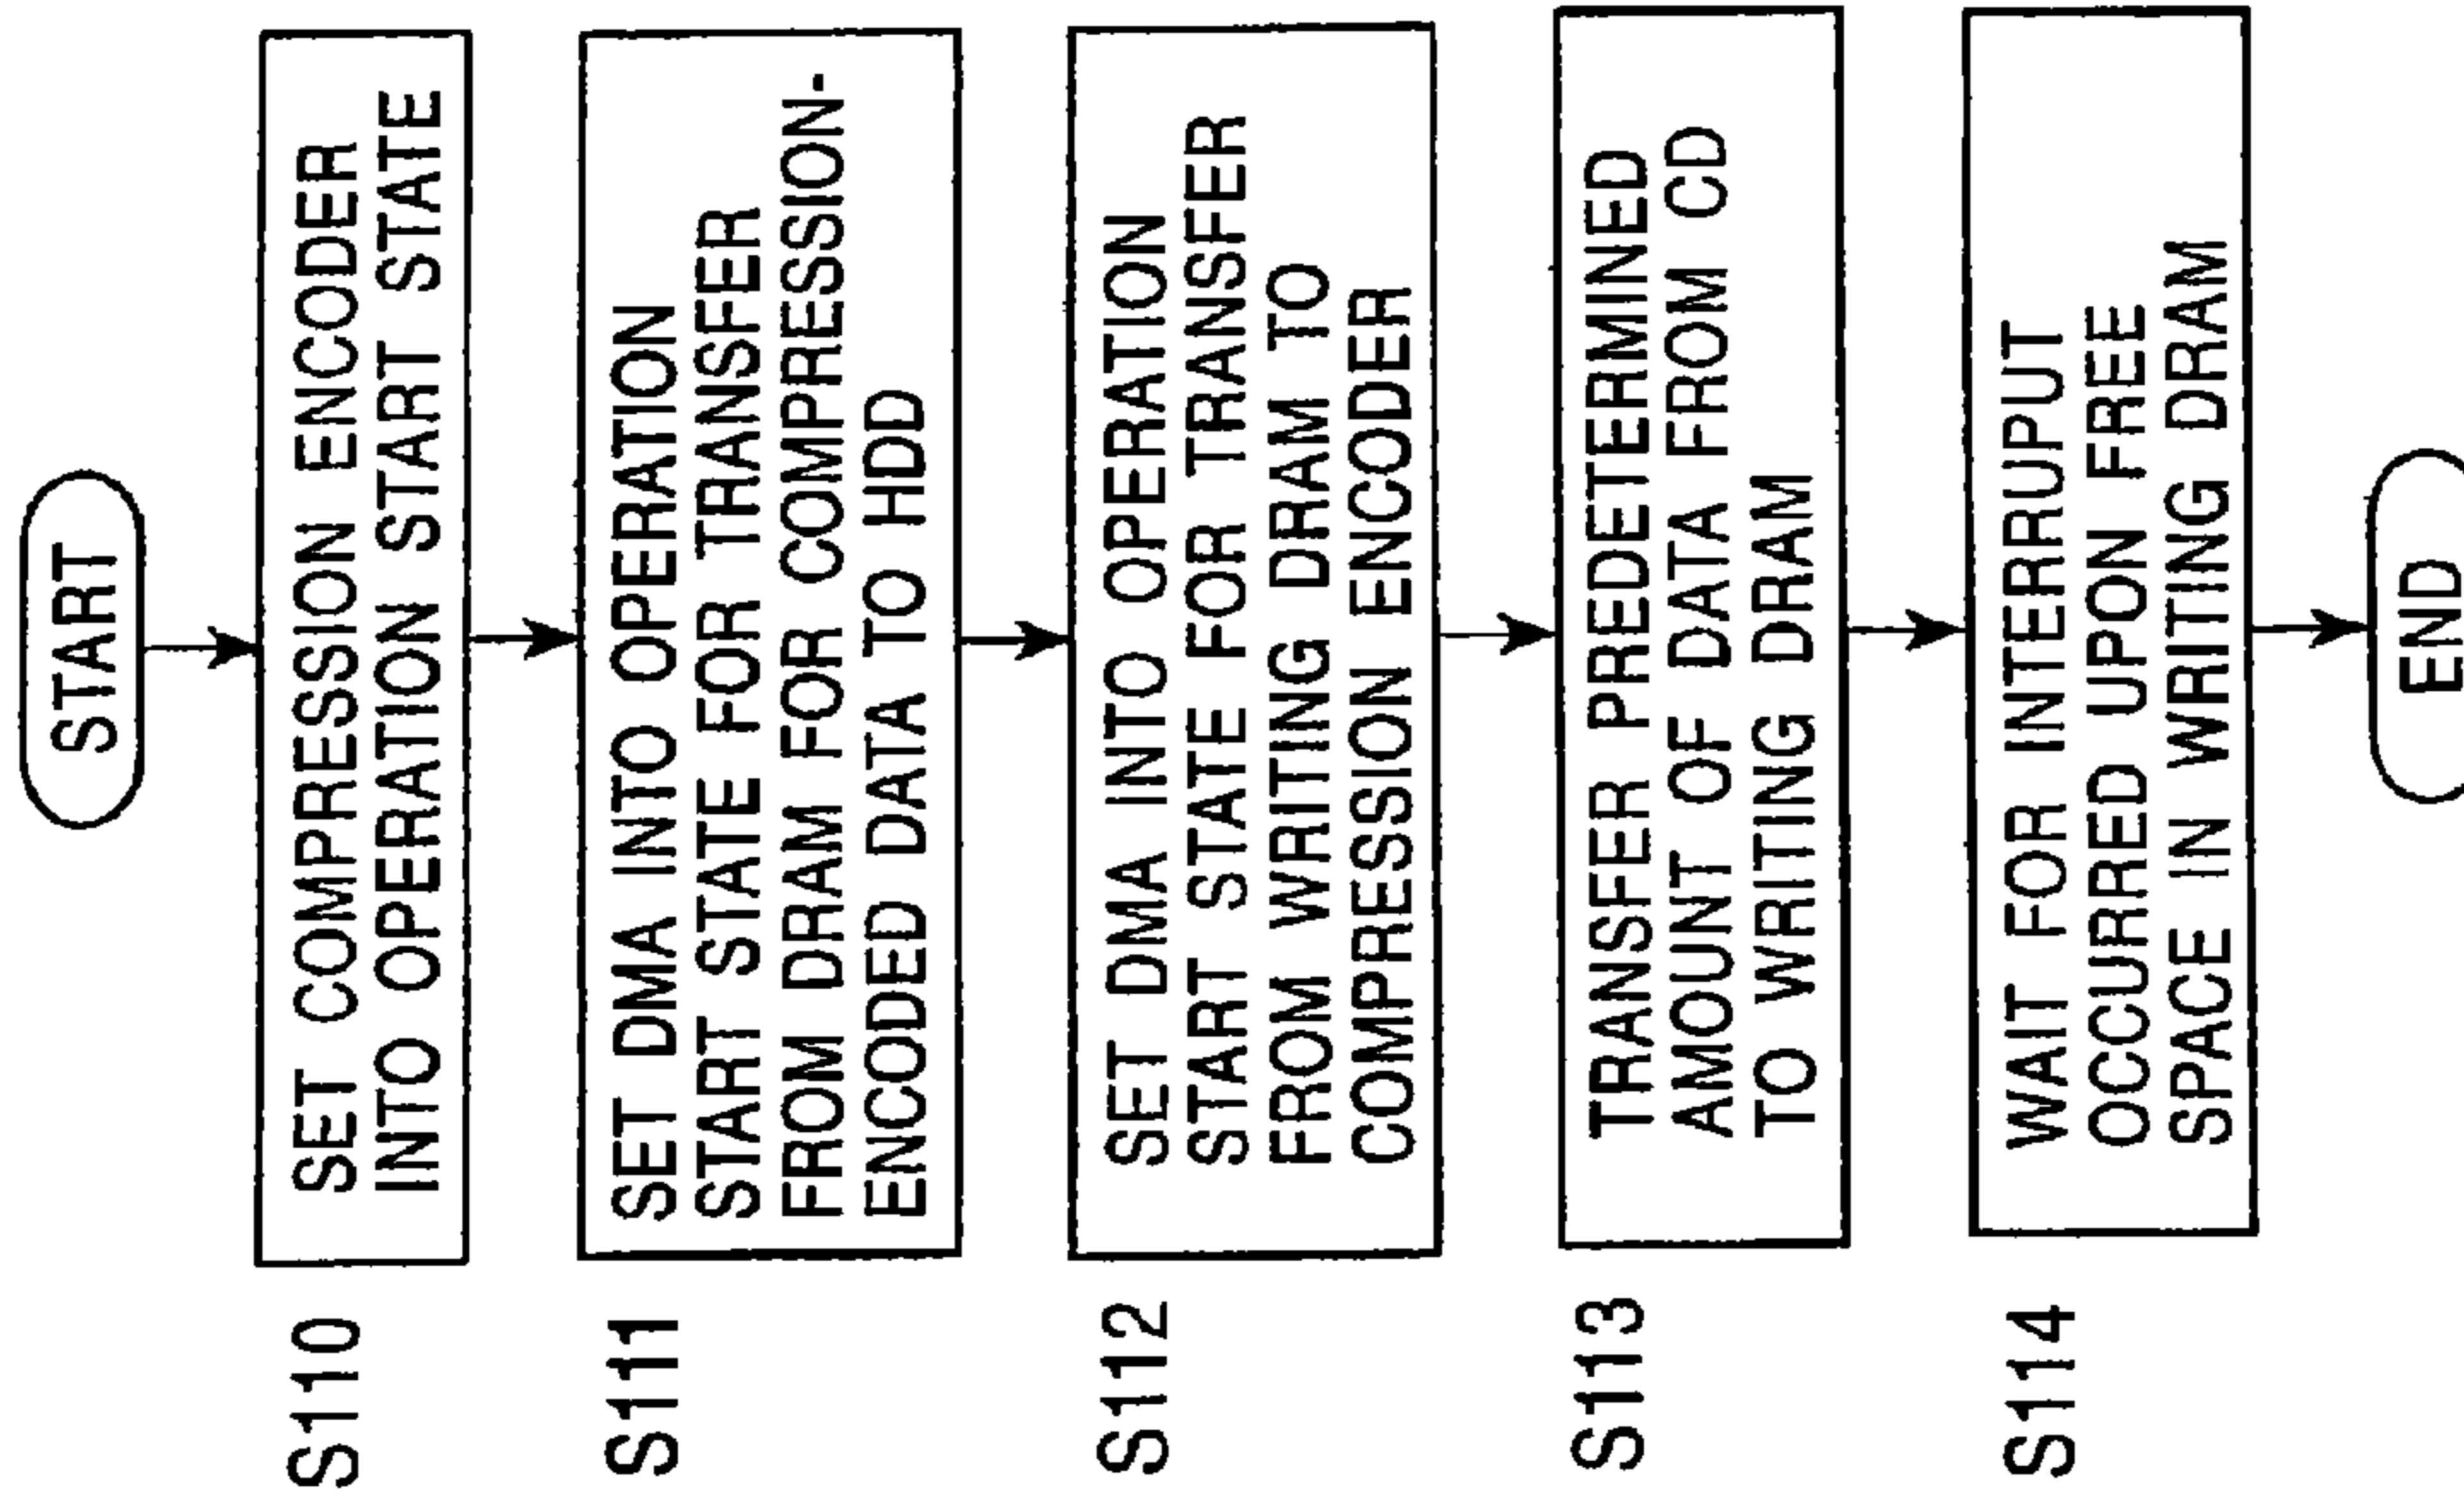 START
S110
SET COMPRESSION ENCODER
INTO OPERATION START STATE
S111
SET DMA INTO OPERATION
START STATE FOR TRANSFER
FROM DRAM FOR COMPRESSION-
ENCODED DATA TO HDD
S112
SET DMA INTO OPERATION
START STATE FOR TRANSFER
FROM WRITING DRAM TO
COMPRESSION ENCODER
S113
TRANSFER PREDETERMINED
AMOUNT OF DATA FROM CD
TO WRITING DRAM
S114
WAIT FOR INTERRUPUT
OCCURRED UPON FREE
SPACE IN WRITING DRAM
END